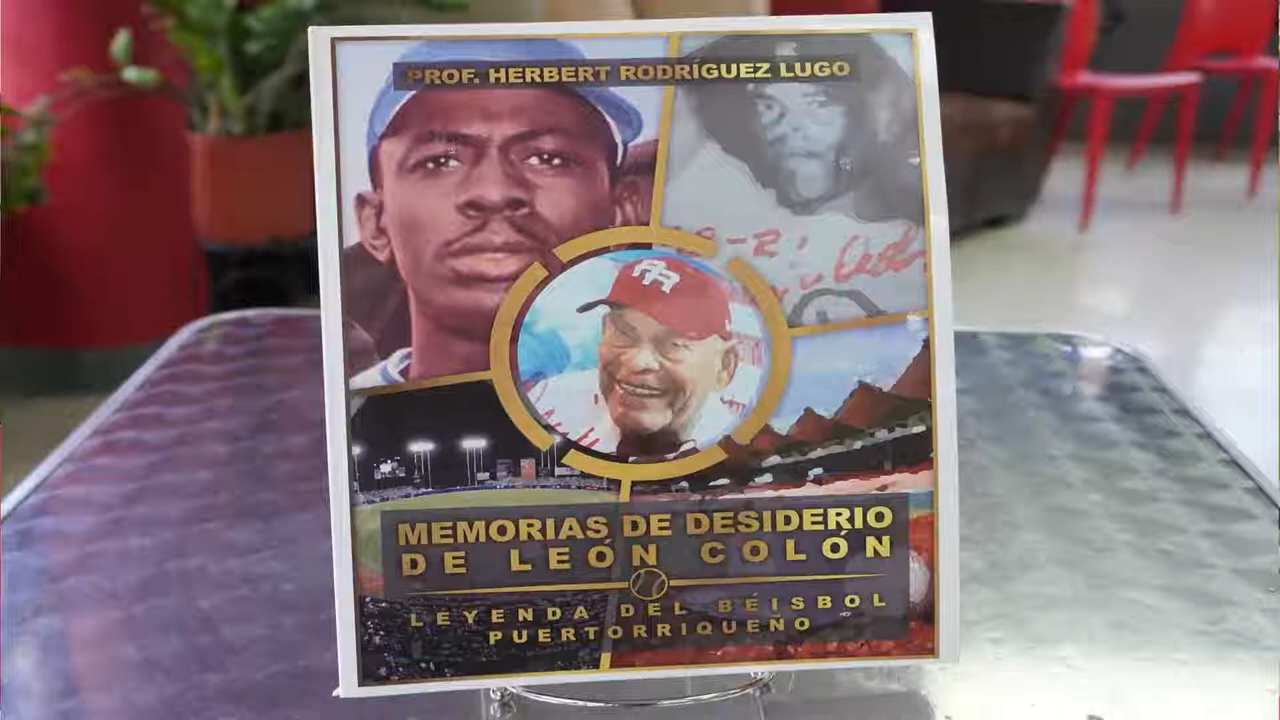 PROF. HERBERT RODRÍGUEZ LUGO
MEMORIAS DE DESIDERIO
DE LEÓN COLÓN
LEYENDA DEL BÉISBOL
PUERTORRIQUEÑO